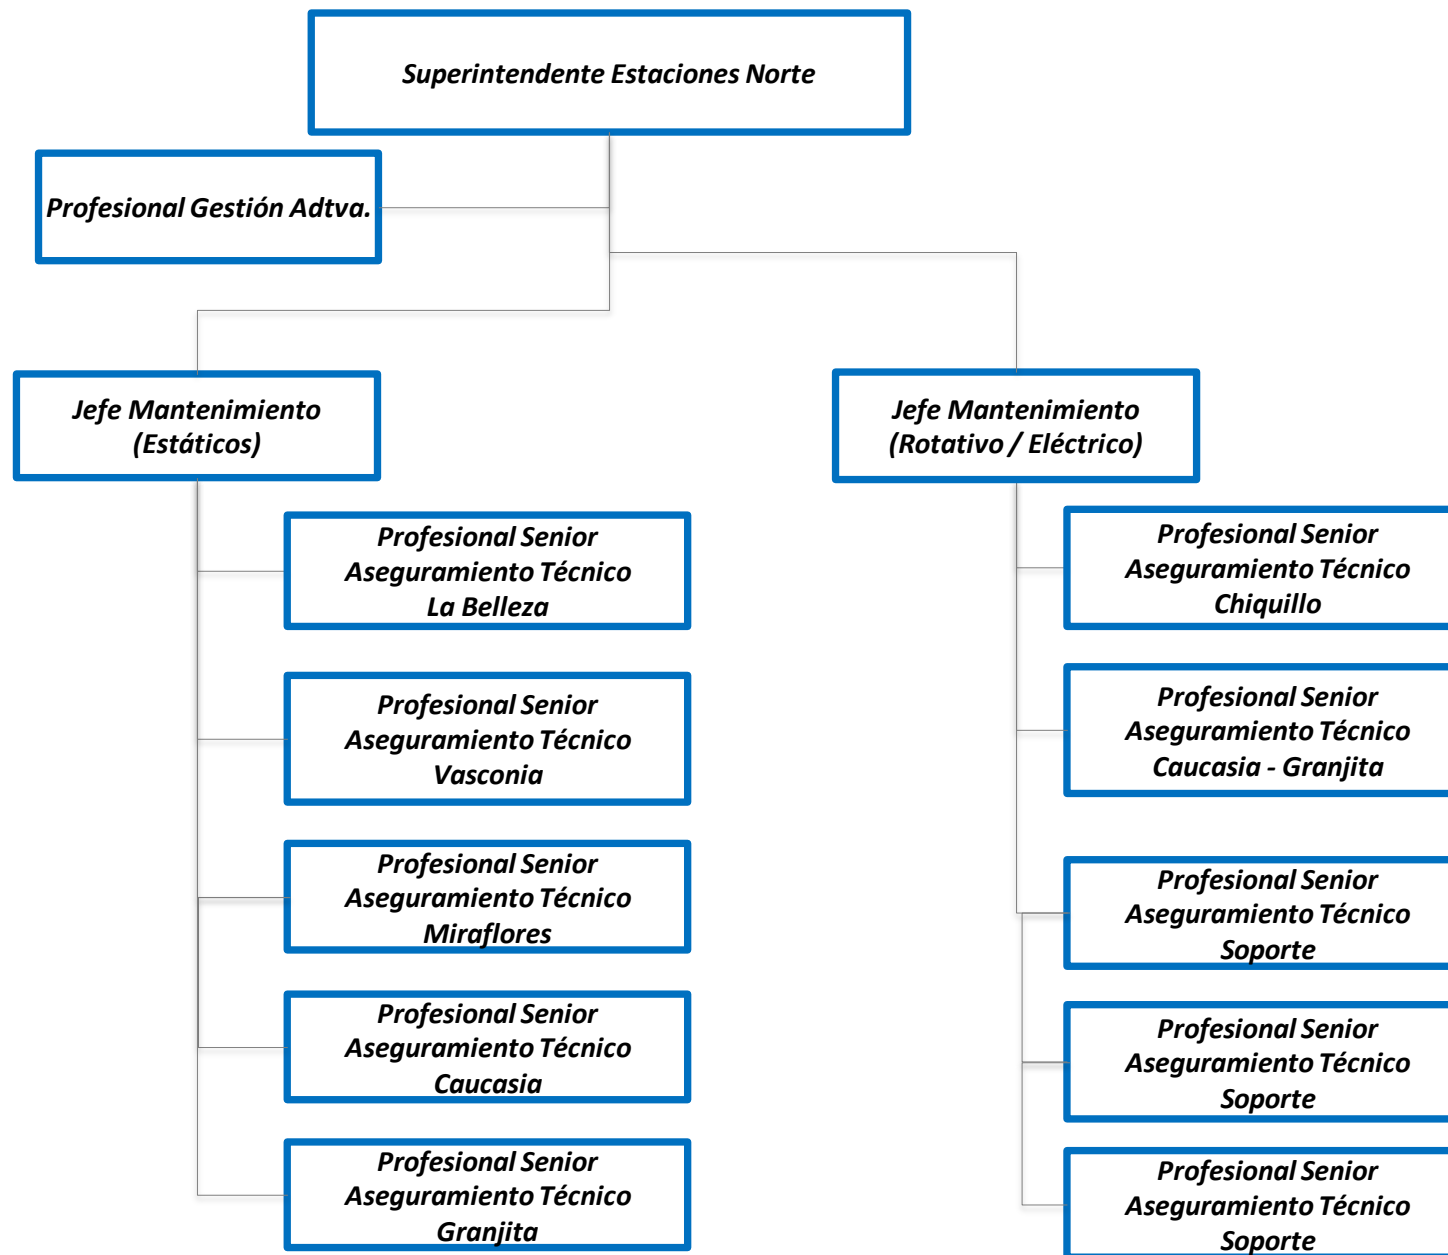 Superintendente Estaciones Norte
Profesional Gestión Adtva.
Jefe Mantenimiento
(Estáticos)
Profesional Senior
Aseguramiento Técnico
La Belleza
Profesional Senior
Aseguramiento Técnico
Vasconia
Profesional Senior
Aseguramiento Técnico
Miraflores
Profesional Senior
Aseguramiento Técnico
Caucasia
Profesional Senior
Aseguramiento Técnico
Granjita
Jefe Mantenimiento
(Rotativo / Eléctrico)
Profesional Senior
Aseguramiento Técnico
Chiquillo
Profesional Senior
Aseguramiento Técnico
Caucasia - Granjita
Profesional Senior
Aseguramiento Técnico
Soporte
Profesional Senior
Aseguramiento Técnico
Soporte
Profesional Senior
Aseguramiento Técnico
Soporte